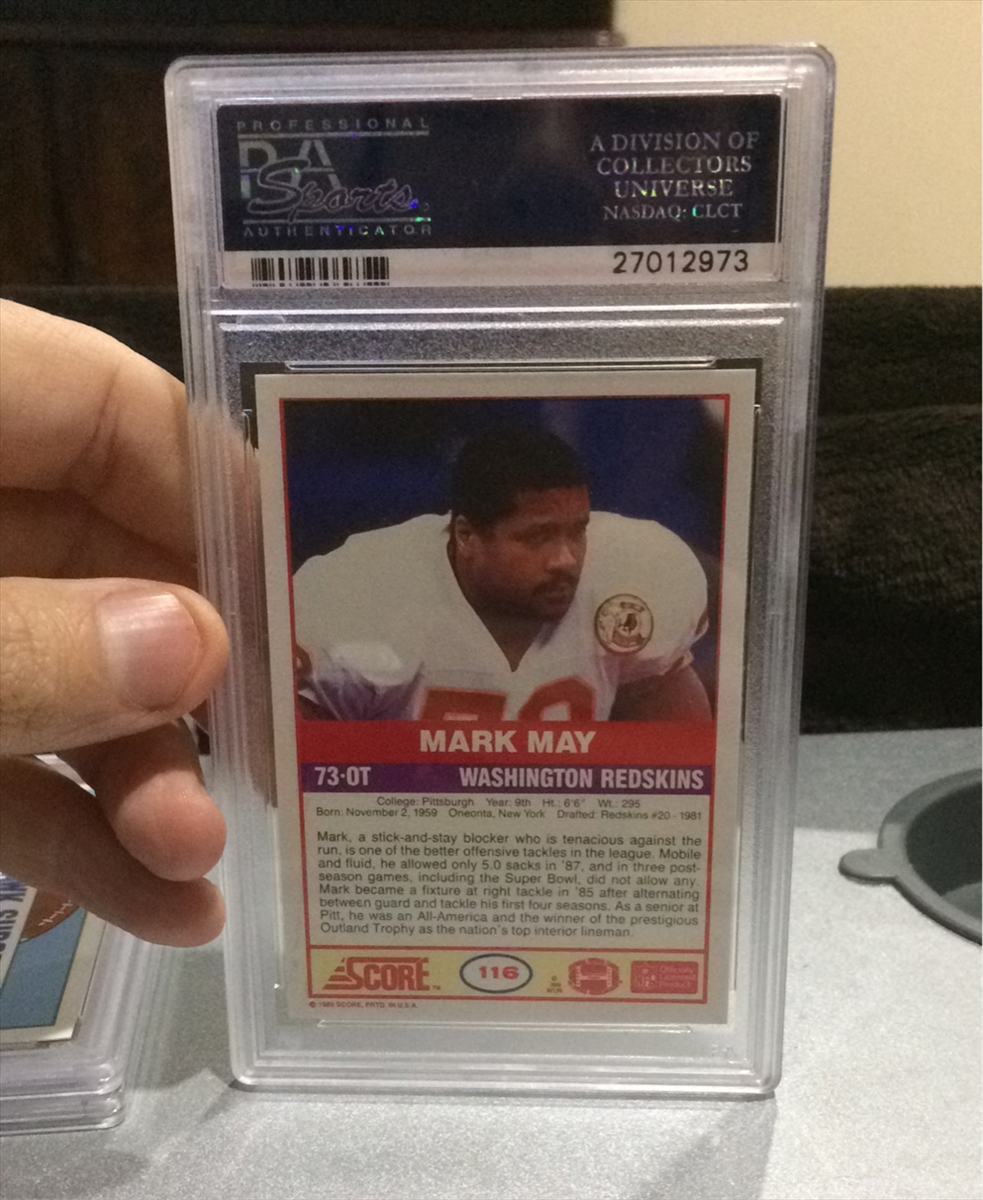 PROFESSIONAL
PSA
Sports
AUTHENTICATOR
A DIVISION OF
COLLECTORS
UNIVERSE
NASDAQ: CLCT
27012973
MARK MAY
73·OT WASHINGTON REDSKINS
College: Pittsburgh Year: 9th Ht.: 6'6" Wt.: 295
Born: November 2, 1959 Oneonta, New York Drafted: Redskins #20 - 1981
Mark, a stick-and-stay blocker who is tenacious against the
run, is one of the better offensive tackles in the league. Mobile
and fluid, he allowed only 5.0 sacks in '87, and in three post-
season games, including the Super Bowl, did not allow any.
Mark became a fixture at right tackle in '85 after alternating
between guard and tackle his first four seasons. As a senior at
Pitt, he was an All-America and the winner of the prestigious
Outland Trophy as the nation's top interior lineman.
SCORE™ 116
© 1989 SCORE, PRTD. IN U.S.A.